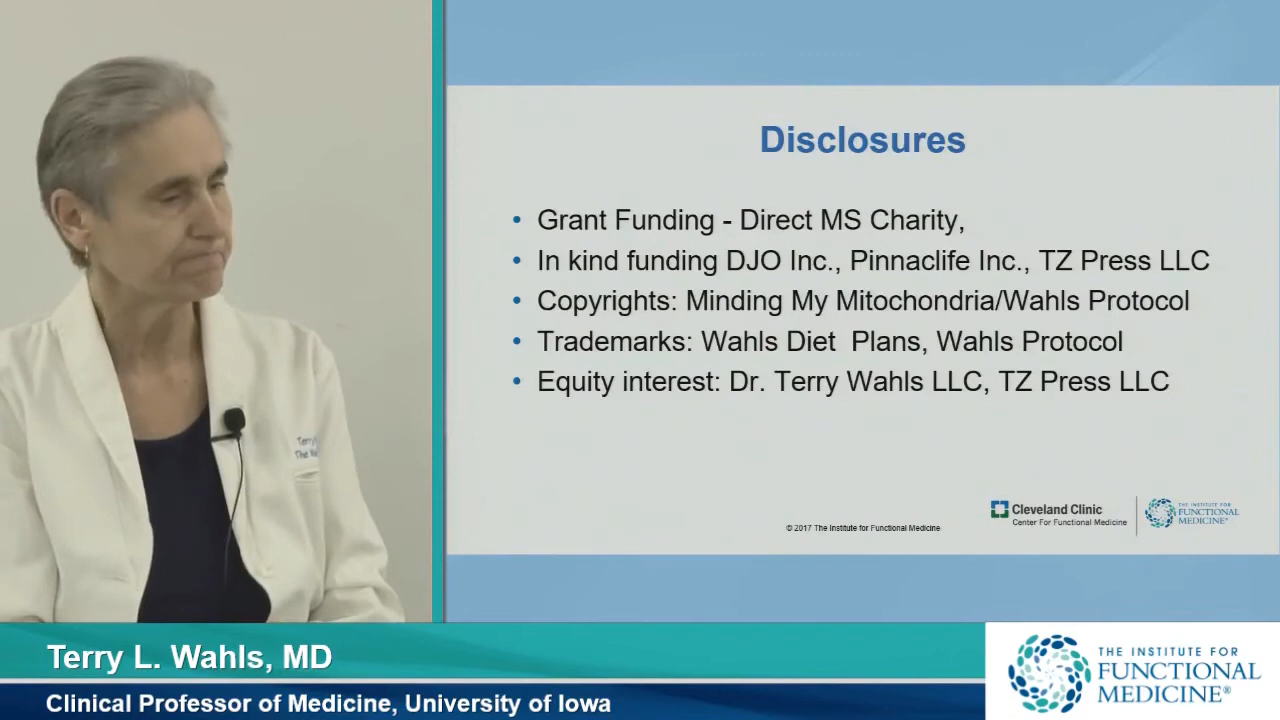 Disclosures
• Grant Funding - Direct MS Charity,
• In kind funding DJO Inc., Pinnaclife Inc., TZ Press LLC
• Copyrights: Minding My Mitochondria/Wahls Protocol
• Trademarks: Wahls Diet  Plans, Wahls Protocol
• Equity interest: Dr. Terry Wahls LLC, TZ Press LLC
© 2017 The Institute for Functional Medicine
Cleveland Clinic
Center For Functional Medicine
THE INSTITUTE FOR
FUNCTIONAL
MEDICINE®
Terry
The
Terry L. Wahls, MD
Clinical Professor of Medicine, University of Iowa
THE INSTITUTE FOR
FUNCTIONAL
MEDICINE®